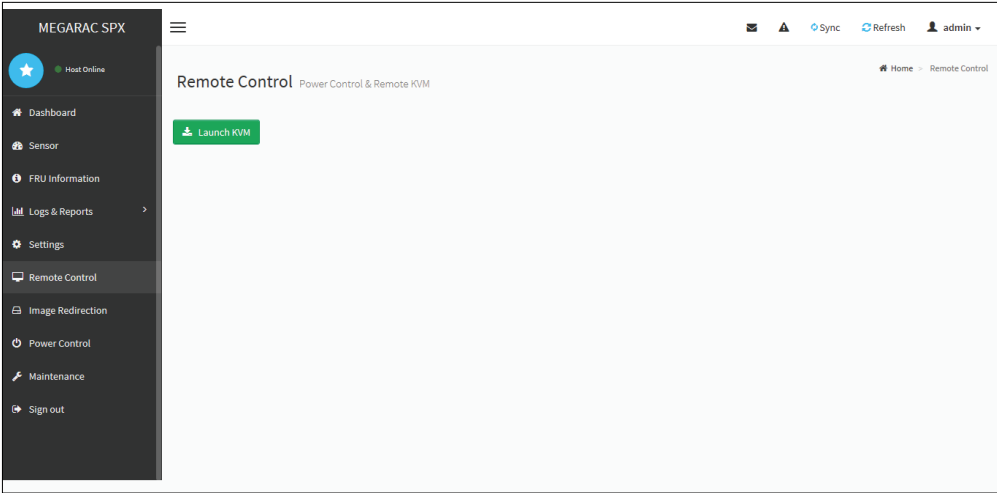 MEGARAC SPX
Host Online
Dashboard
Sensor
FRU Information
Logs & Reports >
Settings
Remote Control
Image Redirection
Power Control
Maintenance
Sign out
Sync
Refresh
admin
Remote Control Power Control & Remote KVM
Home > Remote Control
Launch KVM